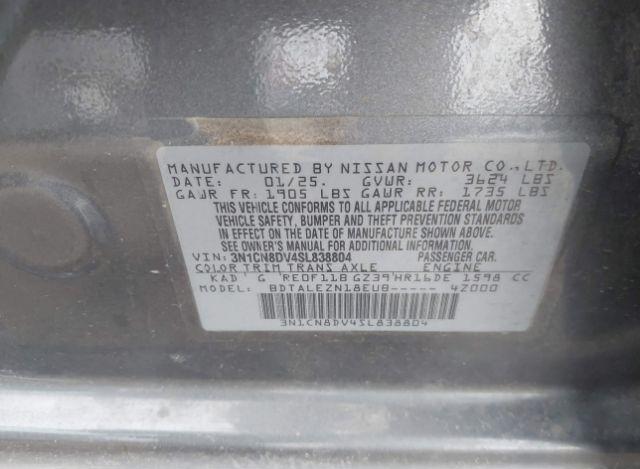 MANUFACTURED BY NISSAN MOTOR CO.,LTD.
DATE: 01/25. GVWR: 3624 LBS
GAWR FR: 1905 LBS GAWR RR: 1735 LBS
THIS VEHICLE CONFORMS TO ALL APPLICABLE FEDERAL MOTOR
VEHICLE SAFETY, BUMPER AND THEFT PREVENTION STANDARDS
IN EFFECT ON THE DATE OF MANUFACTURE SHOWN ABOVE.
SEE OWNER'S MANUAL FOR ADDITIONAL INFORMATION.
VIN: 3N1CN8DV4SL838804 PASSENGER CAR.
COLOR TRIM TRANS AXLE ENGINE
KAD G RE0F11B GZ39 HR16DE 1598 CC
MODEL: BDTALEZN18EUB----- 4Z000
3N1CN8DV4SL838804